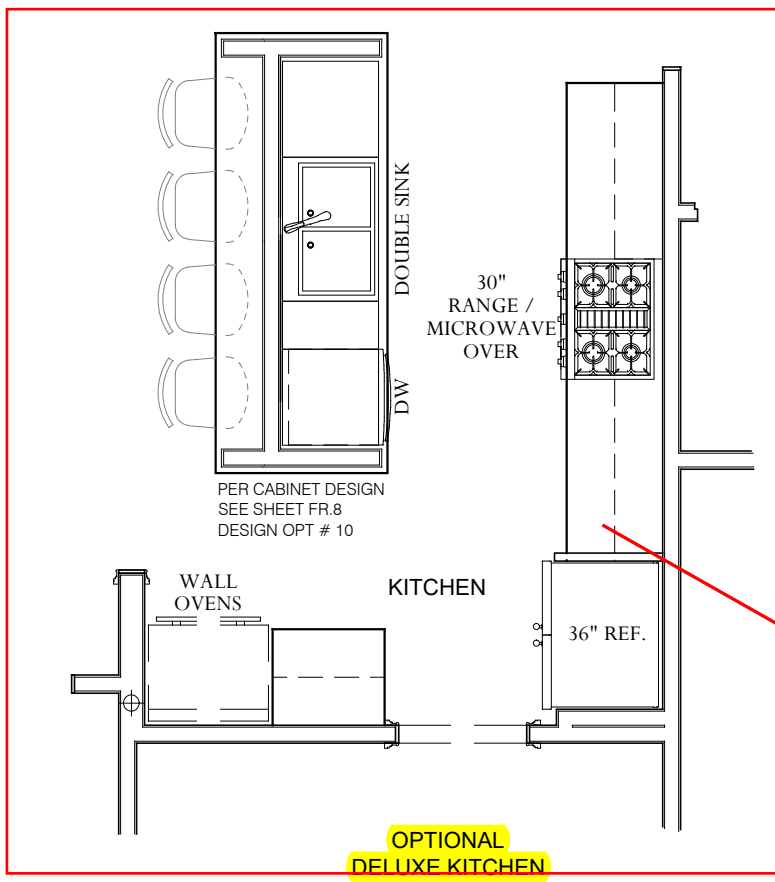 DOUBLE SINK
30"
RANGE /
MICROWAVE
OVER
DW
PER CABINET DESIGN
SEE SHEET FR.8
DESIGN OPT # 10
WALL
OVENS
KITCHEN
36" REF.
OPTIONAL
DELUXE KITCHEN